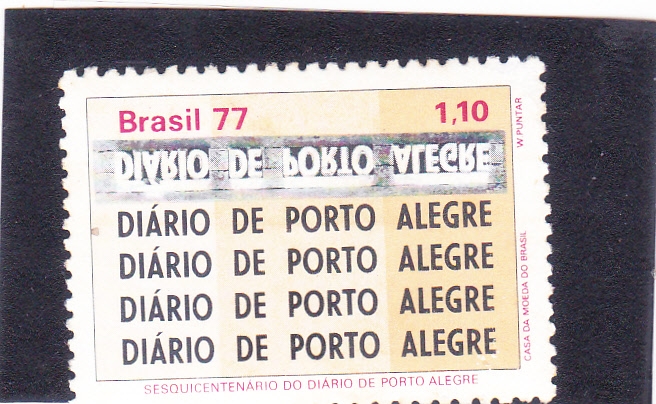 Brasil 77 1,10
DIÁRIO DE PORTO ALEGRE
DIÁRIO DE PORTO ALEGRE
DIÁRIO DE PORTO ALEGRE
DIÁRIO DE PORTO ALEGRE
DIÁRIO DE PORTO ALEGRE
SESQUICENTENÁRIO DO DIÁRIO DE PORTO ALEGRE
W PUNTAR
CASA DA MOEDA DO BRASIL